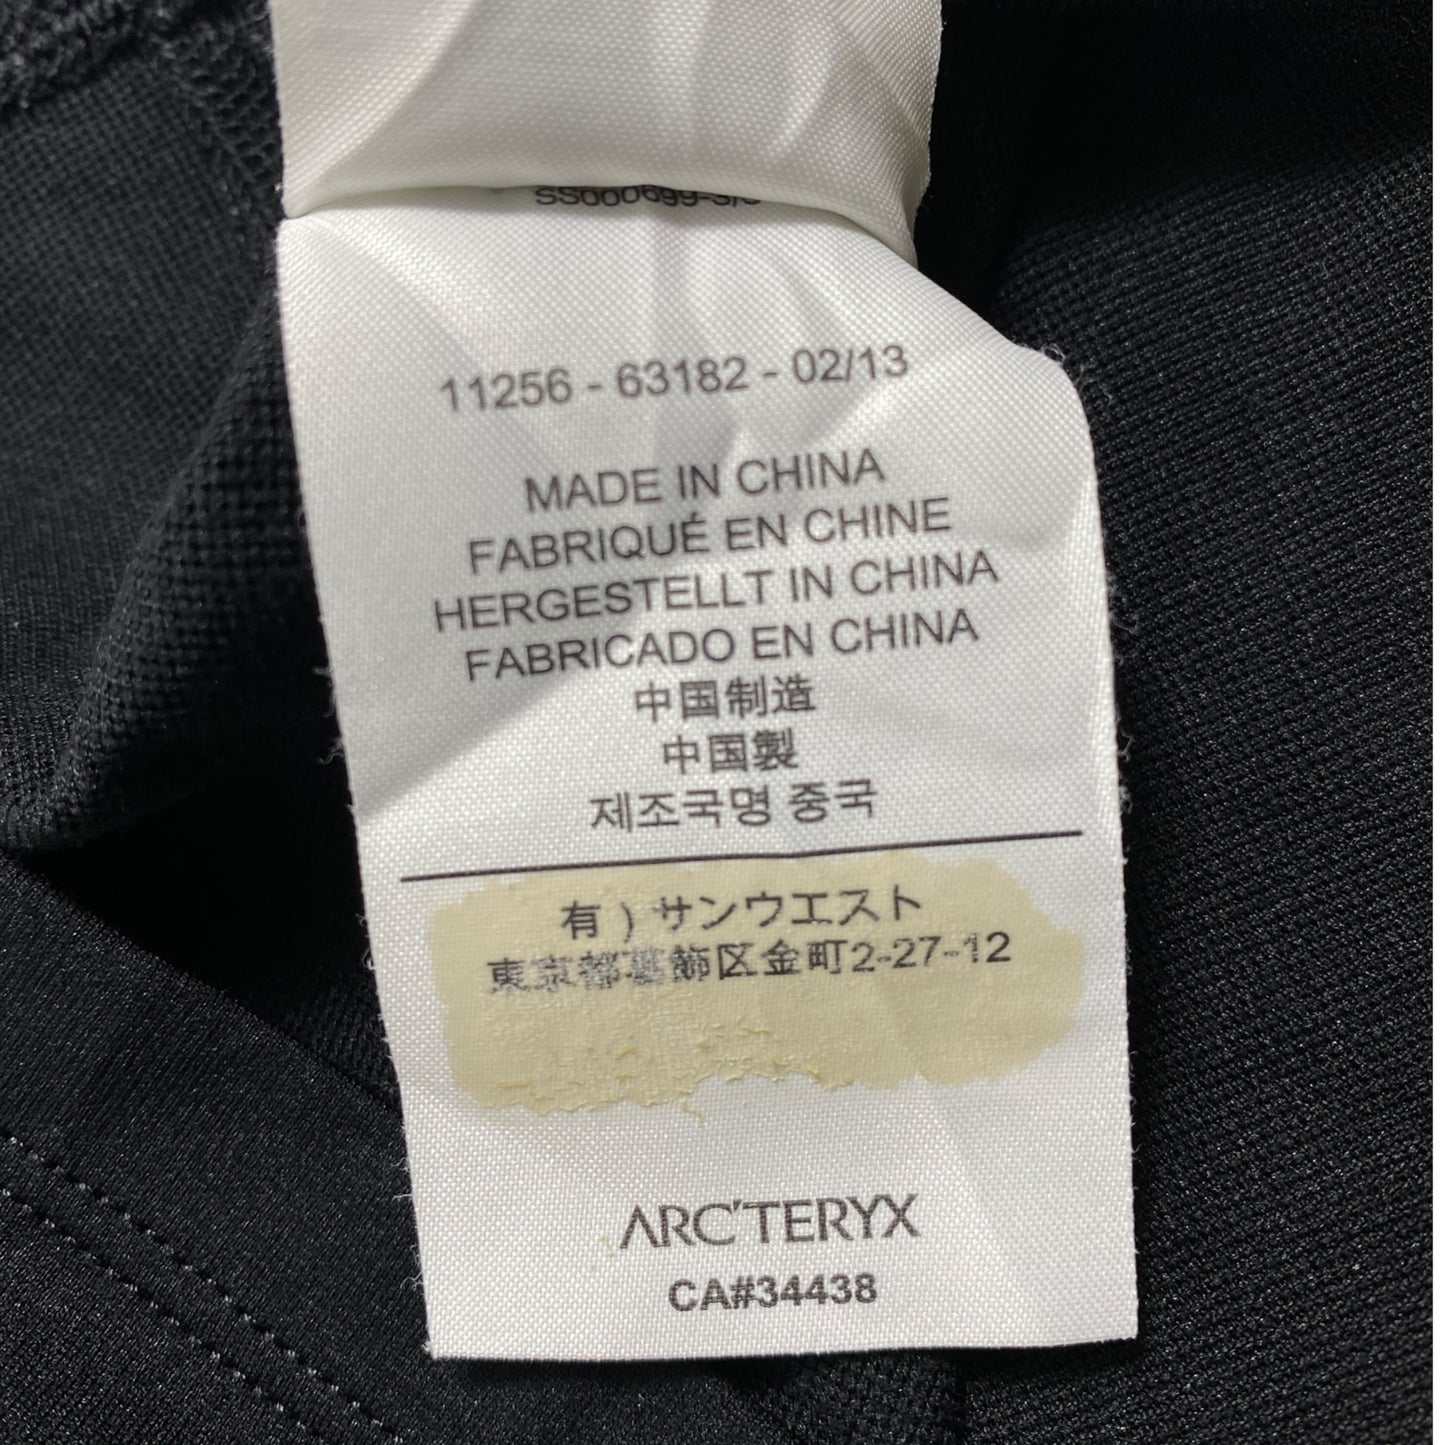 11256 - 63182 - 02/13
MADE IN CHINA
FABRIQUÉ EN CHINE
HERGESTELLT IN CHINA
FABRICADO EN CHINA
中国制造
中国製
제조국명 중국
有）サンウエスト
東京都葛飾区金町2-27-12
ARC'TERYX
CA#34438